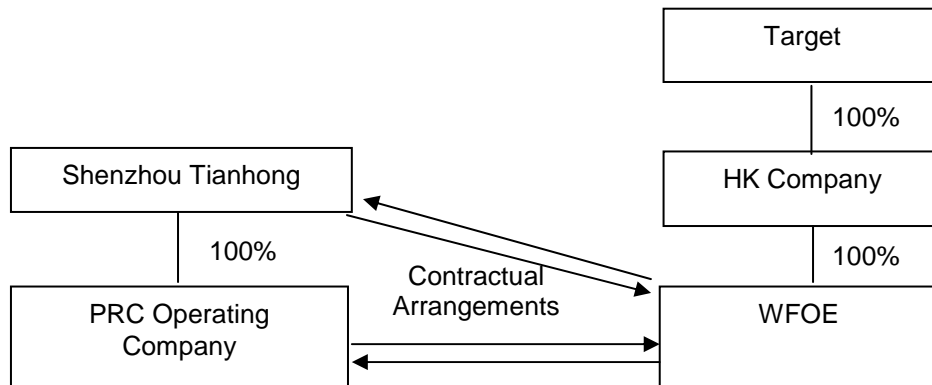 Target
100%
Shenzhou Tianhong
HK Company
100%
100%
Contractual
Arrangements
PRC Operating
Company
WFOE